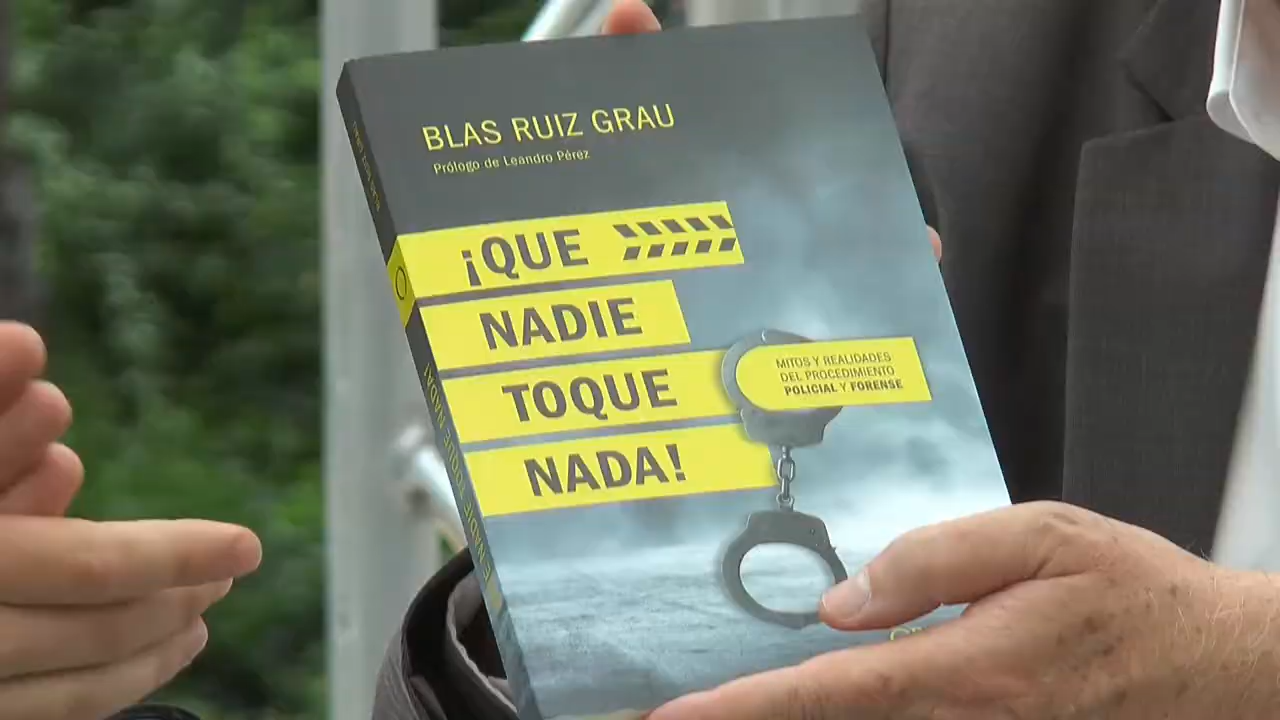 BLAS RUIZ GRAU
Prólogo de Leandro Pérez
¡QUE
NADIE
TOQUE
NADA!
MITOS Y REALIDADES
DEL PROCEDIMIENTO
POLICIAL Y FORENSE